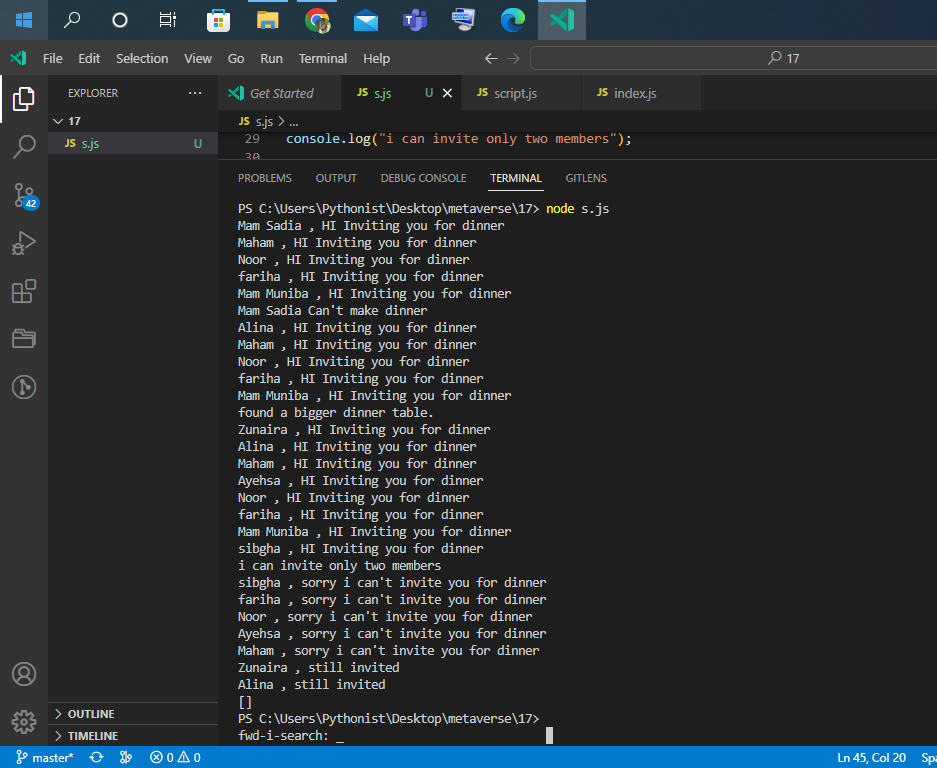 File Edit Selection View Go Run Terminal Help
17
EXPLORER ...
Get Started
JS s.js U
JS script.js
JS index.js
17
JS s.js > ...
JS s.js U
29 console.log("i can invite only two members");
30
42
PROBLEMS OUTPUT DEBUG CONSOLE TERMINAL GITLENS
PS C:\Users\Pythonist\Desktop\metaverse\17> node s.js
Mam Sadia , HI Inviting you for dinner
Maham , HI Inviting you for dinner
Noor , HI Inviting you for dinner
fariha , HI Inviting you for dinner
Mam Muniba , HI Inviting you for dinner
Mam Sadia Can't make dinner
Alina , HI Inviting you for dinner
Maham , HI Inviting you for dinner
Noor , HI Inviting you for dinner
fariha , HI Inviting you for dinner
Mam Muniba , HI Inviting you for dinner
found a bigger dinner table.
Zunaira , HI Inviting you for dinner
Alina , HI Inviting you for dinner
Maham , HI Inviting you for dinner
Ayehsa , HI Inviting you for dinner
Noor , HI Inviting you for dinner
fariha , HI Inviting you for dinner
Mam Muniba , HI Inviting you for dinner
sibgha , HI Inviting you for dinner
i can invite only two members
sibgha , sorry i can't invite you for dinner
fariha , sorry i can't invite you for dinner
Noor , sorry i can't invite you for dinner
Ayehsa , sorry i can't invite you for dinner
Maham , sorry i can't invite you for dinner
Zunaira , still invited
Alina , still invited
[]
PS C:\Users\Pythonist\Desktop\metaverse\17>
fwd-i-search: _
OUTLINE
TIMELINE
master* 0 0 Ln 45, Col 20 Spa